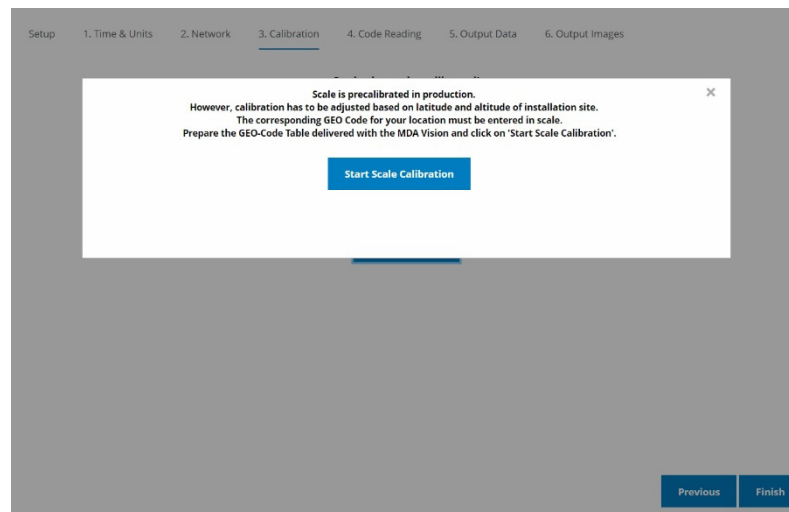 Setup
1. Time & Units
2. Network
3. Calibration
4. Code Reading
5. Output Data
6. Output Images
Scale is precalibrated in production.
However, calibration has to be adjusted based on latitude and altitude of installation site.
The corresponding GEO Code for your location must be entered in scale.
Prepare the GEO-Code Table delivered with the MDA Vision and click on 'Start Scale Calibration'.
Start Scale Calibration
Previous
Finish